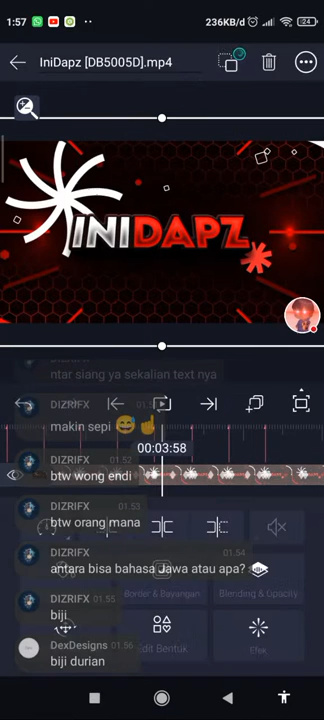 1:57
236KB/d
24
IniDapz [DB5005D].mp4
INIDAPZ
ntar siang ya sekalian text nya
DIZRIFX
makin sepi 😅☝
00:03:58
DIZRIFX 01.52
btw wong endi
DIZRIFX 01.53
btw orang mana
DIZRIFX 01.54
antara bisa bahasa Jawa atau apa?
Border & Bayangan
Blending & Opacity
DIZRIFX 01.55
biji
DexDesigns 01.56
biji durian
Edit Bentuk
Efek